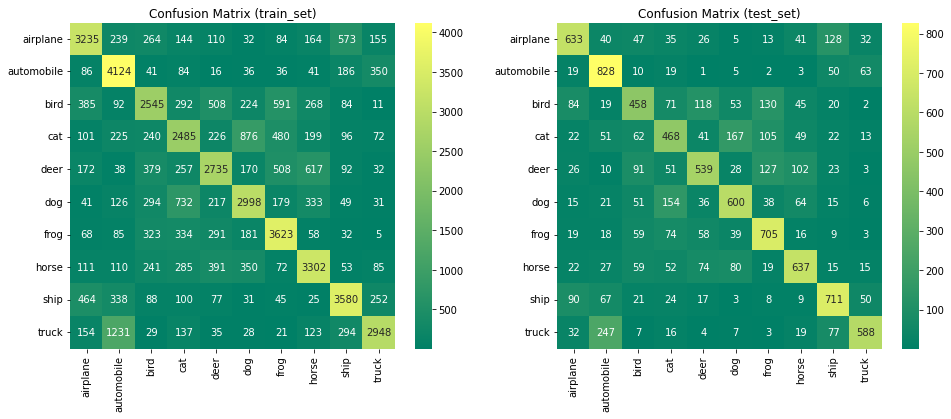 Confusion Matrix (train_set)
airplane 3235 239 264 144 110 32 84 164 573 155
automobile 86 4124 41 84 16 36 36 41 186 350
bird 385 92 2545 292 508 224 591 268 84 11
cat 101 225 240 2485 226 876 480 199 96 72
deer 172 38 379 257 2735 170 508 617 92 32
dog 41 126 294 732 217 2998 179 333 49 31
frog 68 85 323 334 291 181 3623 58 32 5
horse 111 110 241 285 391 350 72 3302 53 85
ship 464 338 88 100 77 31 45 25 3580 252
truck 154 1231 29 137 35 28 21 123 294 2948
airplane automobile bird cat deer dog frog horse ship truck
4000
3500
3000
2500
2000
1500
1000
500
Confusion Matrix (test_set)
airplane 633 40 47 35 26 5 13 41 128 32
automobile 19 828 10 19 1 5 2 3 50 63
bird 84 19 458 71 118 53 130 45 20 2
cat 22 51 62 468 41 167 105 49 22 13
deer 26 10 91 51 539 28 127 102 23 3
dog 15 21 51 154 36 600 38 64 15 6
frog 19 18 59 74 58 39 705 16 9 3
horse 22 27 59 52 74 80 19 637 15 15
ship 90 67 21 24 17 3 8 9 711 50
truck 32 247 7 16 4 7 3 19 77 588
airplane automobile bird cat deer dog frog horse ship truck
800
700
600
500
400
300
200
100